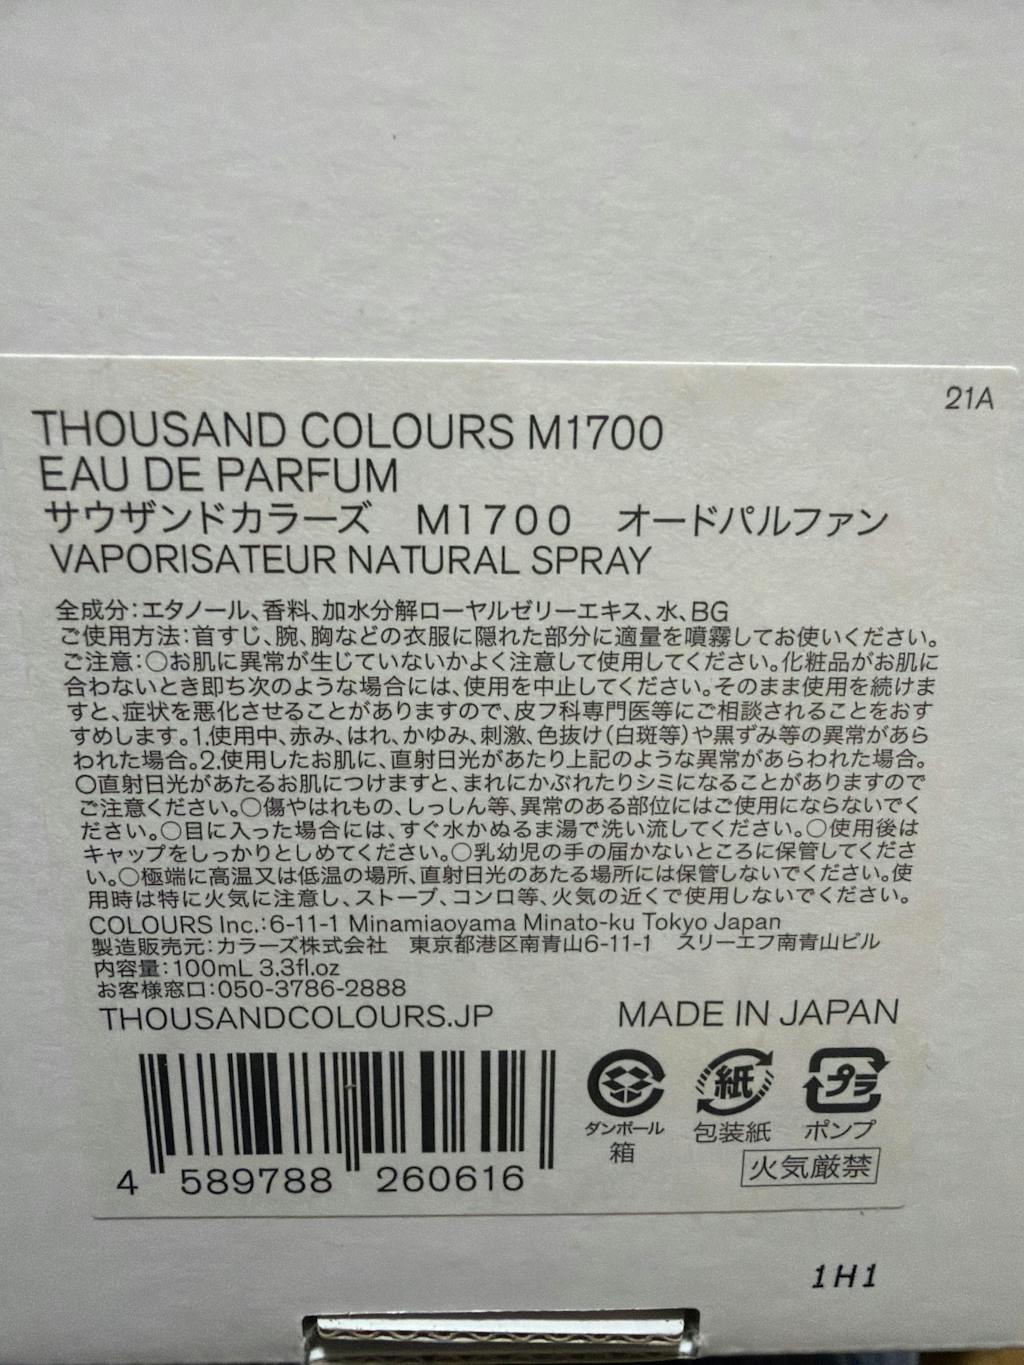 21A
THOUSAND COLOURS M1700
EAU DE PARFUM
サウザンドカラーズ　M1700　オードパルファン
VAPORISATEUR NATURAL SPRAY
全成分:エタノール、香料、加水分解ローヤルゼリーエキス、水、BG
ご使用方法:首すじ、腕、胸などの衣服に隠れた部分に適量を噴霧してお使いください。
ご注意:○お肌に異常が生じていないかよく注意して使用してください。化粧品がお肌に
合わないとき即ち次のような場合には、使用を中止してください。そのまま使用を続けま
すと、症状を悪化させることがありますので、皮フ科専門医等にご相談されることをおす
すめします。1.使用中、赤み、はれ、かゆみ、刺激、色抜け(白斑等)や黒ずみ等の異常があら
われた場合。2.使用したお肌に、直射日光があたり上記のような異常があらわれた場合。
○直射日光があたるお肌につけますと、まれにかぶれたりシミになることがありますので
ご注意ください。○傷やはれもの、しっしん等、異常のある部位にはご使用にならないでく
ださい。○目に入った場合には、すぐ水かぬるま湯で洗い流してください。○使用後は
キャップをしっかりとしめてください。○乳幼児の手の届かないところに保管してくださ
い。○極端に高温又は低温の場所、直射日光のあたる場所には保管しないでください。使
用時は特に火気に注意し、ストーブ、コンロ等、火気の近くで使用しないでください。
COLOURS Inc.:6-11-1 Minamiaoyama Minato-ku Tokyo Japan
製造販売元:カラーズ株式会社　東京都港区南青山6-11-1　スリーエフ南青山ビル
内容量:100mL 3.3fl.oz
お客様窓口:050-3786-2888
THOUSANDCOLOURS.JP MADE IN JAPAN
紙 プラ
ダンボール 包装紙 ポンプ
箱
火気厳禁
4 589788 260616
1H1